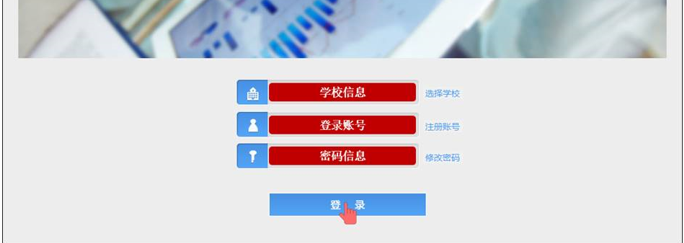 学校信息 选择学校
登录账号 注册账号
密码信息 修改密码
登 录